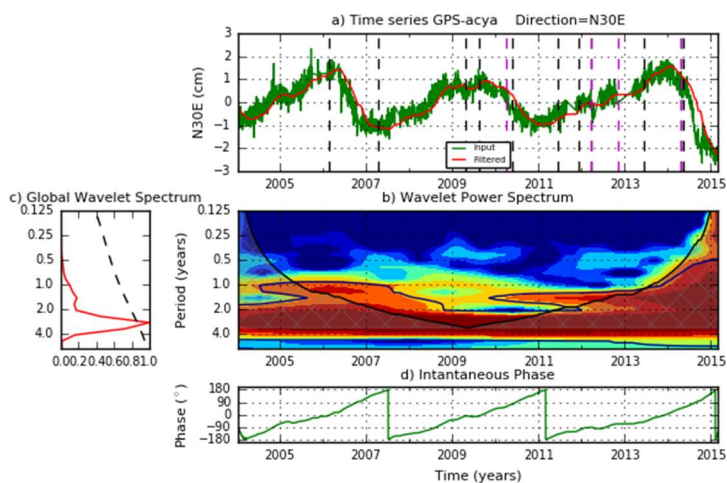 a) Time series GPS-acya    Direction=N30E
N30E (cm)
3
2
1
0
−1
−2
−3
Input
Filtered
2005 2007 2009 2011 2013 2015
c) Global Wavelet Spectrum
0.125
0.25
0.5
1.0
2.0
4.0
0.00.20.40.60.81.0
b) Wavelet Power Spectrum
Period (years)
0.125
0.25
0.5
1.0
2.0
4.0
2005 2007 2009 2011 2013 2015
d) Intantaneous Phase
Phase (°)
180
90
0
−90
−180
2005 2007 2009 2011 2013 2015
Time (years)